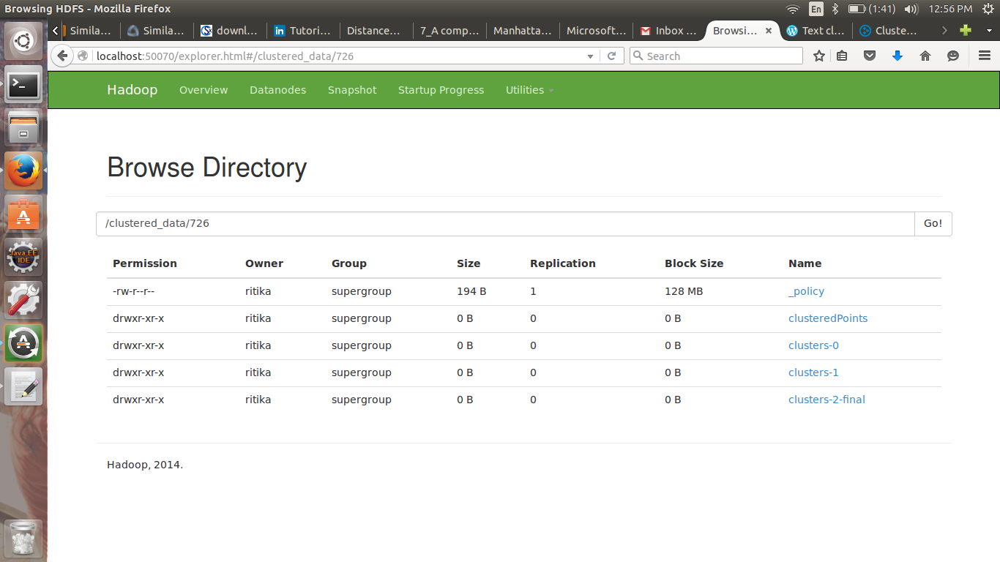 Browsing HDFS - Mozilla Firefox En (1:41) 12:56 PM
Simila... Simila... downl... Tutori... Distance... 7_A comp... Manhatta... Microsoft... Inbox ... Browsi... Text cl... Cluste...
localhost:50070/explorer.html#/clustered_data/726 Search
Hadoop Overview Datanodes Snapshot Startup Progress Utilities
Browse Directory
/clustered_data/726 Go!
Permission Owner Group Size Replication Block Size Name
-rw-r--r-- ritika supergroup 194 B 1 128 MB _policy
drwxr-xr-x ritika supergroup 0 B 0 0 B clusteredPoints
drwxr-xr-x ritika supergroup 0 B 0 0 B clusters-0
drwxr-xr-x ritika supergroup 0 B 0 0 B clusters-1
drwxr-xr-x ritika supergroup 0 B 0 0 B clusters-2-final
Hadoop, 2014.
Java EE
IDE